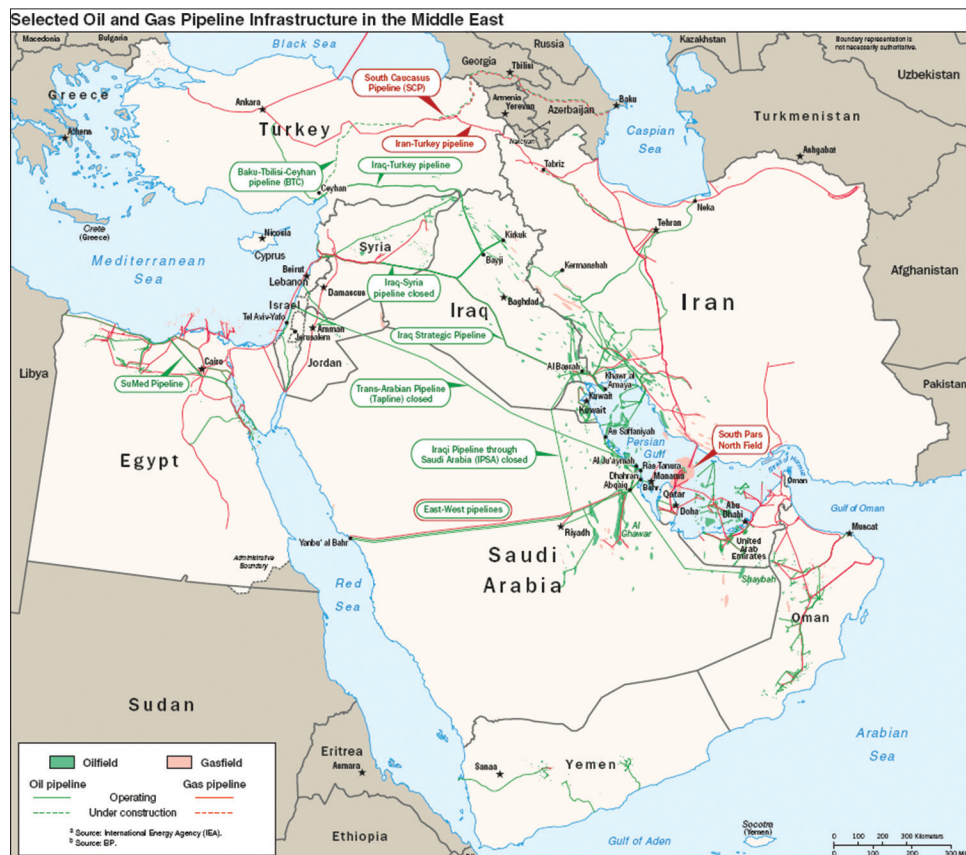 Selected Oil and Gas Pipeline Infrastructure in the Middle East
Macedonia
Bulgaria
Black Sea
Russia
Kazakhstan
Boundary representation is
not necessarily authoritative.
Georgia
Tbilisi
Uzbekistan
Greece
South Caucasus
Pipeline (SCP)
Armenia
Yerevan
Azerbaijan
Baku
Ankara
Athens
Turkey
Caspian
Sea
Turkmenistan
Iran-Turkey pipeline
Ashgabat
Baku-Tbilisi-Ceyhan
pipeline (BTC)
Iraq-Turkey pipeline
Tabriz
Ceyhan
Neka
Crete
(Greece)
Tehran
Nicosia
Cyprus
Syria
Kirkuk
Mediterranean
Sea
Bayji
Kermanshah
Afghanistan
Beirut
Lebanon
Iraq-Syria
pipeline closed
Damascus
Baghdad
Iran
Israel
Iraq
Tel Aviv-Yafo
Amman
Jerusalem
Iraq Strategic Pipeline
Libya
Cairo
Jordan
Al Basrah
Khawr al
Amaya
Pakistan
SuMed Pipeline
Trans-Arabian Pipeline
(Tapline) closed
Kuwait
Kuwait
As Saffaniyah
South Pars
North Field
Persian
Gulf
Egypt
Iraqi Pipeline through
Saudi Arabia (IPSA) closed
Al Ju'aymah
Ras Tanura
Dhahran
Manama
Bahr.
Abqaiq
Strait of Hormuz
Oman
Qatar
Doha
Abu
Dhabi
Gulf of Oman
East-West pipelines
Muscat
Yanbu' al Bahr
Riyadh
Al
Ghawar
United
Arab
Emirates
Administrative
Boundary
Saudi
Arabia
Shaybah
Red
Sea
Oman
Sudan
Arabian
Sea
Eritrea
Asmara
Sanaa
Yemen
Oilfield
Gasfield
Oil pipeline
Gas pipeline
Operating
Under construction
a Source: International Energy Agency (IEA).
b Source: BP.
Ethiopia
Gulf of Aden
Socotra
(Yemen)
0 100 200 300 Kilometers
0 100 200 300 Mi